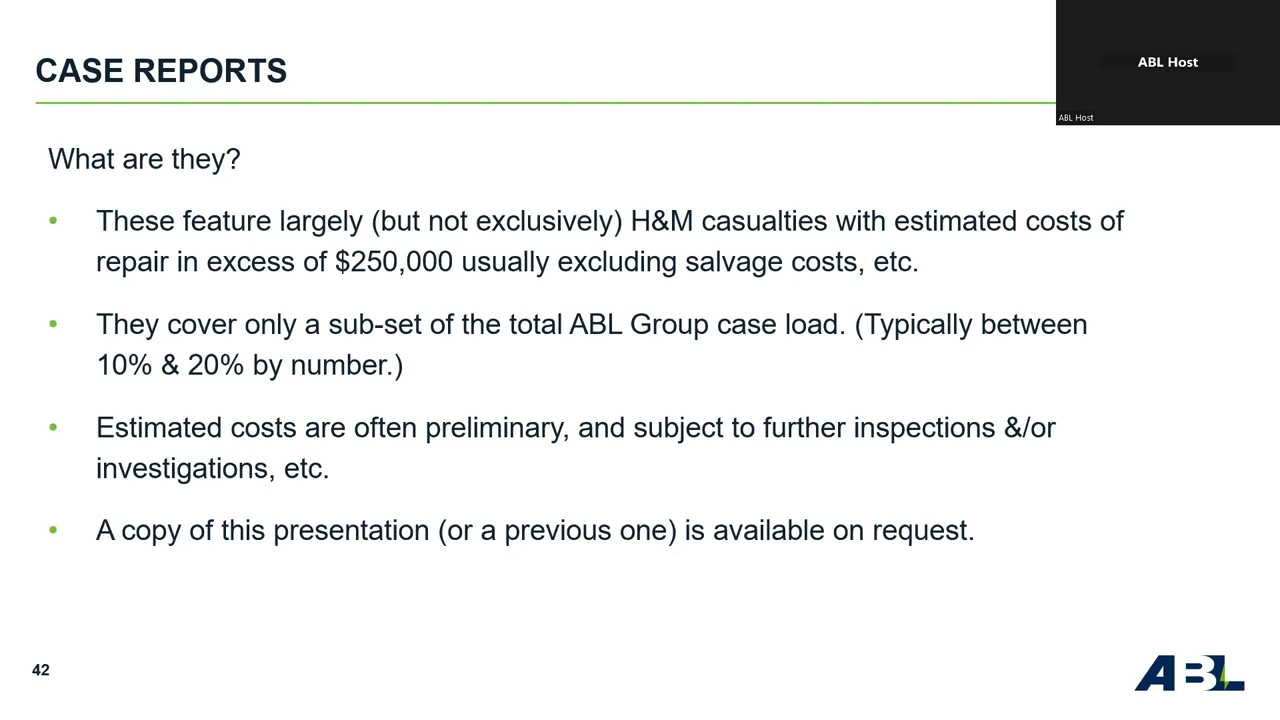 CASE REPORTS
ABL Host
ABL Host
What are they?
• These feature largely (but not exclusively) H&M casualties with estimated costs of
repair in excess of $250,000 usually excluding salvage costs, etc.
• They cover only a sub-set of the total ABL Group case load. (Typically between
10% & 20% by number.)
• Estimated costs are often preliminary, and subject to further inspections &/or
investigations, etc.
• A copy of this presentation (or a previous one) is available on request.
42
ABL